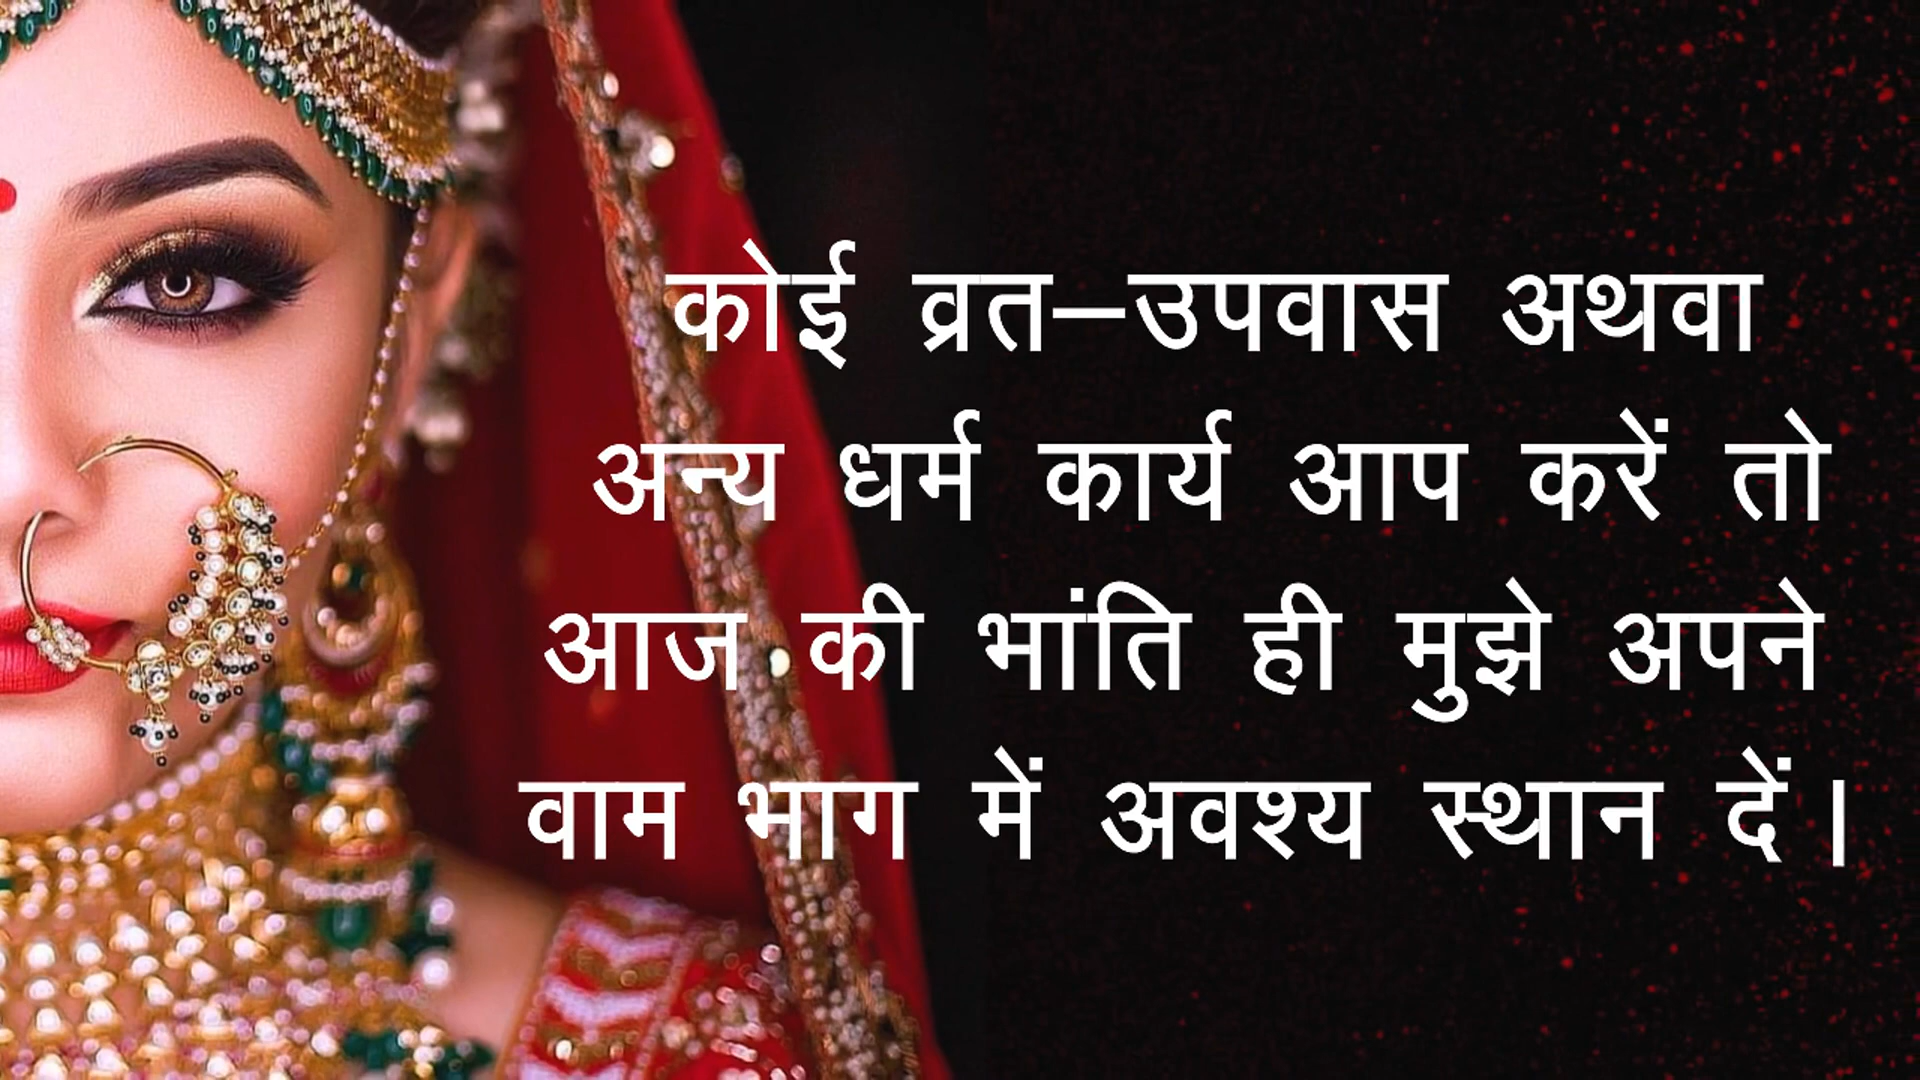 कोई व्रत–उपवास अथवा
अन्य धर्म कार्य आप करें तो
आज की भांति ही मुझे अपने
वाम भाग में अवश्य स्थान दें।